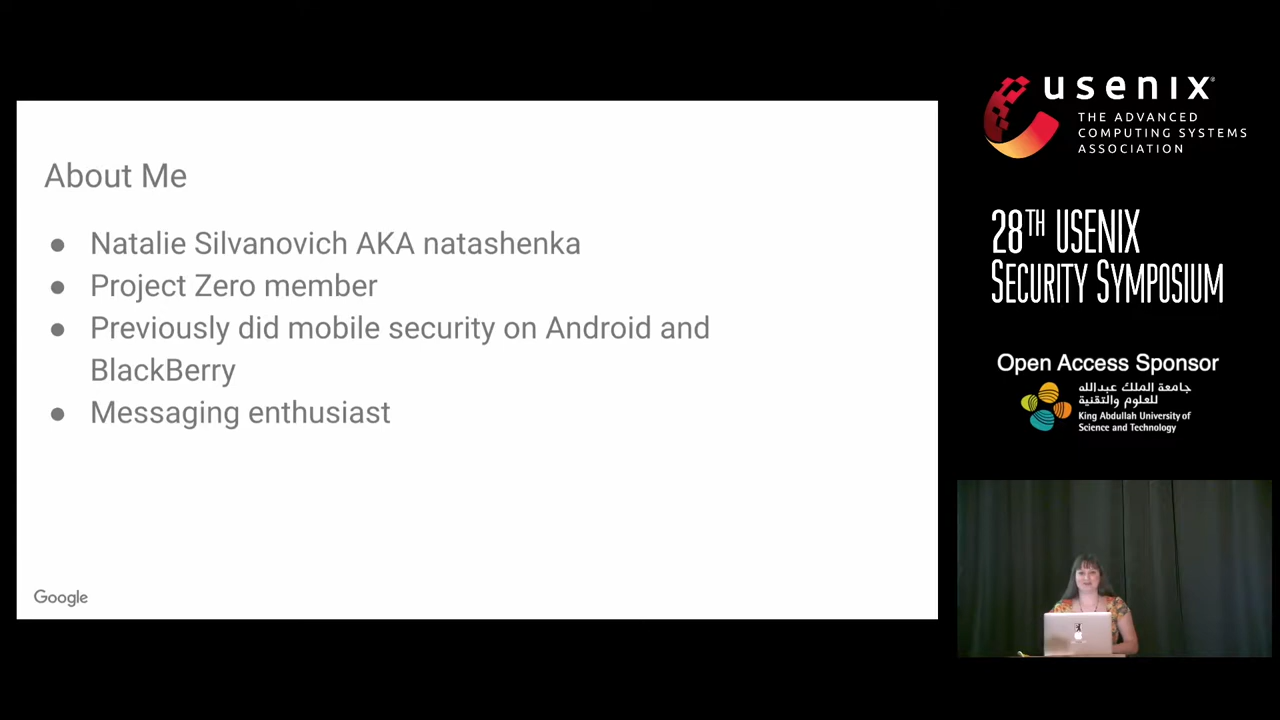 About Me
● Natalie Silvanovich AKA natashenka
● Project Zero member
● Previously did mobile security on Android and
BlackBerry
● Messaging enthusiast
Google
usenix
THE ADVANCED
COMPUTING SYSTEMS
ASSOCIATION
28TH USENIX
SECURITY SYMPOSIUM
Open Access Sponsor
جامعة الملك عبدالله
للعلوم والتقنية
King Abdullah University of
Science and Technology